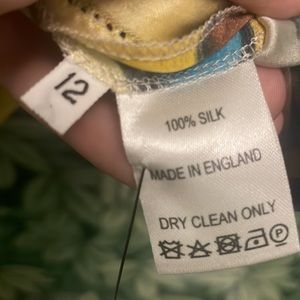 12
100% SILK
MADE IN ENGLAND
DRY CLEAN ONLY
P